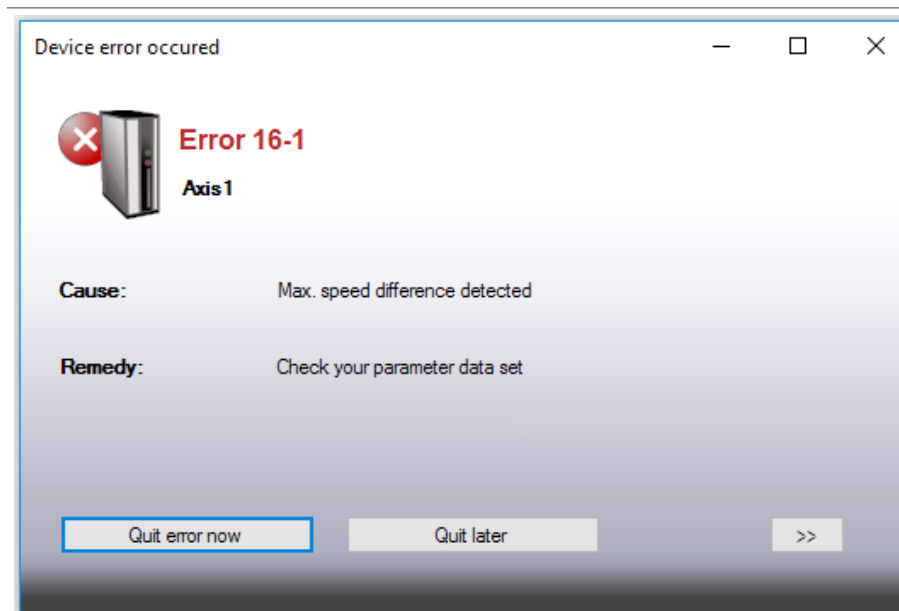 Device error occured
Error 16-1
Axis1
Cause: Max. speed difference detected
Remedy: Check your parameter data set
Quit error now Quit later >>